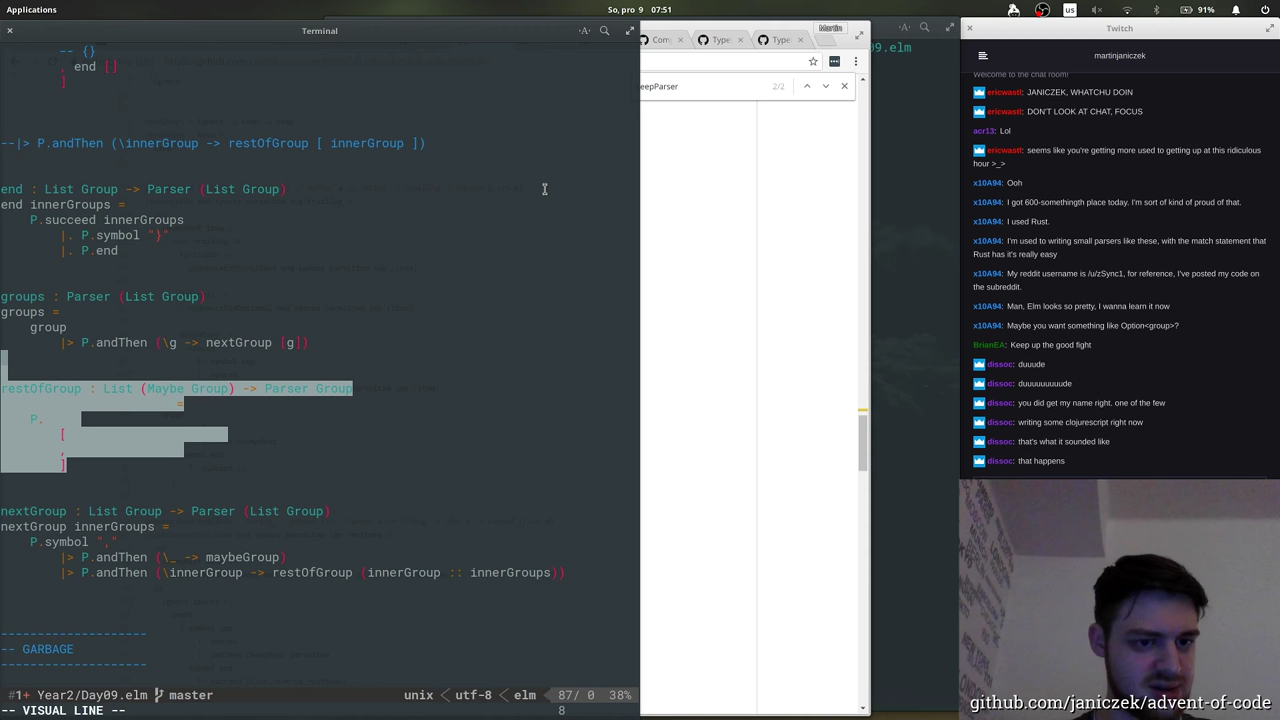 Applications
So, pro 9 07:51
us
91%
Terminal
-- {}
, end []
]
--|> P.andThen (\innerGroup -> restOfGroup [ innerGroup ])
end : List Group -> Parser (List Group)
end innerGroups =
P.succeed innerGroups
|. P.symbol "}"
|. P.end
groups : Parser (List Group)
groups =
group
|> P.andThen (\g -> nextGroup [g])
restOfGroup : List (Maybe Group) -> Parser Group
=
P.
[
,
]
nextGroup : List Group -> Parser (List Group)
nextGroup innerGroups =
P.symbol ","
|> P.andThen (\_ -> maybeGroup)
|> P.andThen (\innerGroup -> restOfGroup (innerGroup :: innerGroups))
--------------------
-- GARBAGE
--------------------
#1+ Year2/Day09.elm master unix utf-8 elm 87/ 0 38%
-- VISUAL LINE -- 8
Martin
Com
Type
Type
eepParser 2/2
09.elm
Twitch
martinjaniczek
Welcome to the chat room!
ericwastl: JANICZEK, WHATCHU DOIN
ericwastl: DON'T LOOK AT CHAT, FOCUS
acr13: Lol
ericwastl: seems like you're getting more used to getting up at this ridiculous
hour >_>
x10A94: Ooh
x10A94: I got 600-somethingth place today. I'm sort of kind of proud of that.
x10A94: I used Rust.
x10A94: I'm used to writing small parsers like these, with the match statement that
Rust has it's really easy
x10A94: My reddit username is /u/zSync1, for reference, I've posted my code on
the subreddit.
x10A94: Man, Elm looks so pretty, I wanna learn it now
x10A94: Maybe you want something like Option<group>?
BrianEA: Keep up the good fight
dissoc: duuude
dissoc: duuuuuuuuude
dissoc: you did get my name right. one of the few
dissoc: writing some clojurescript right now
dissoc: that's what it sounded like
dissoc: that happens
github.com/janiczek/advent-of-code